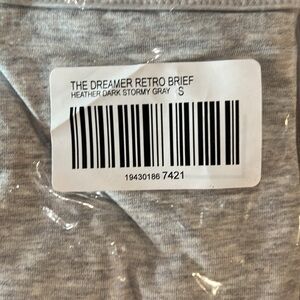 THE DREAMER RETRO BRIEF
HEATHER DARK STORMY GRAY S
19430186 7421